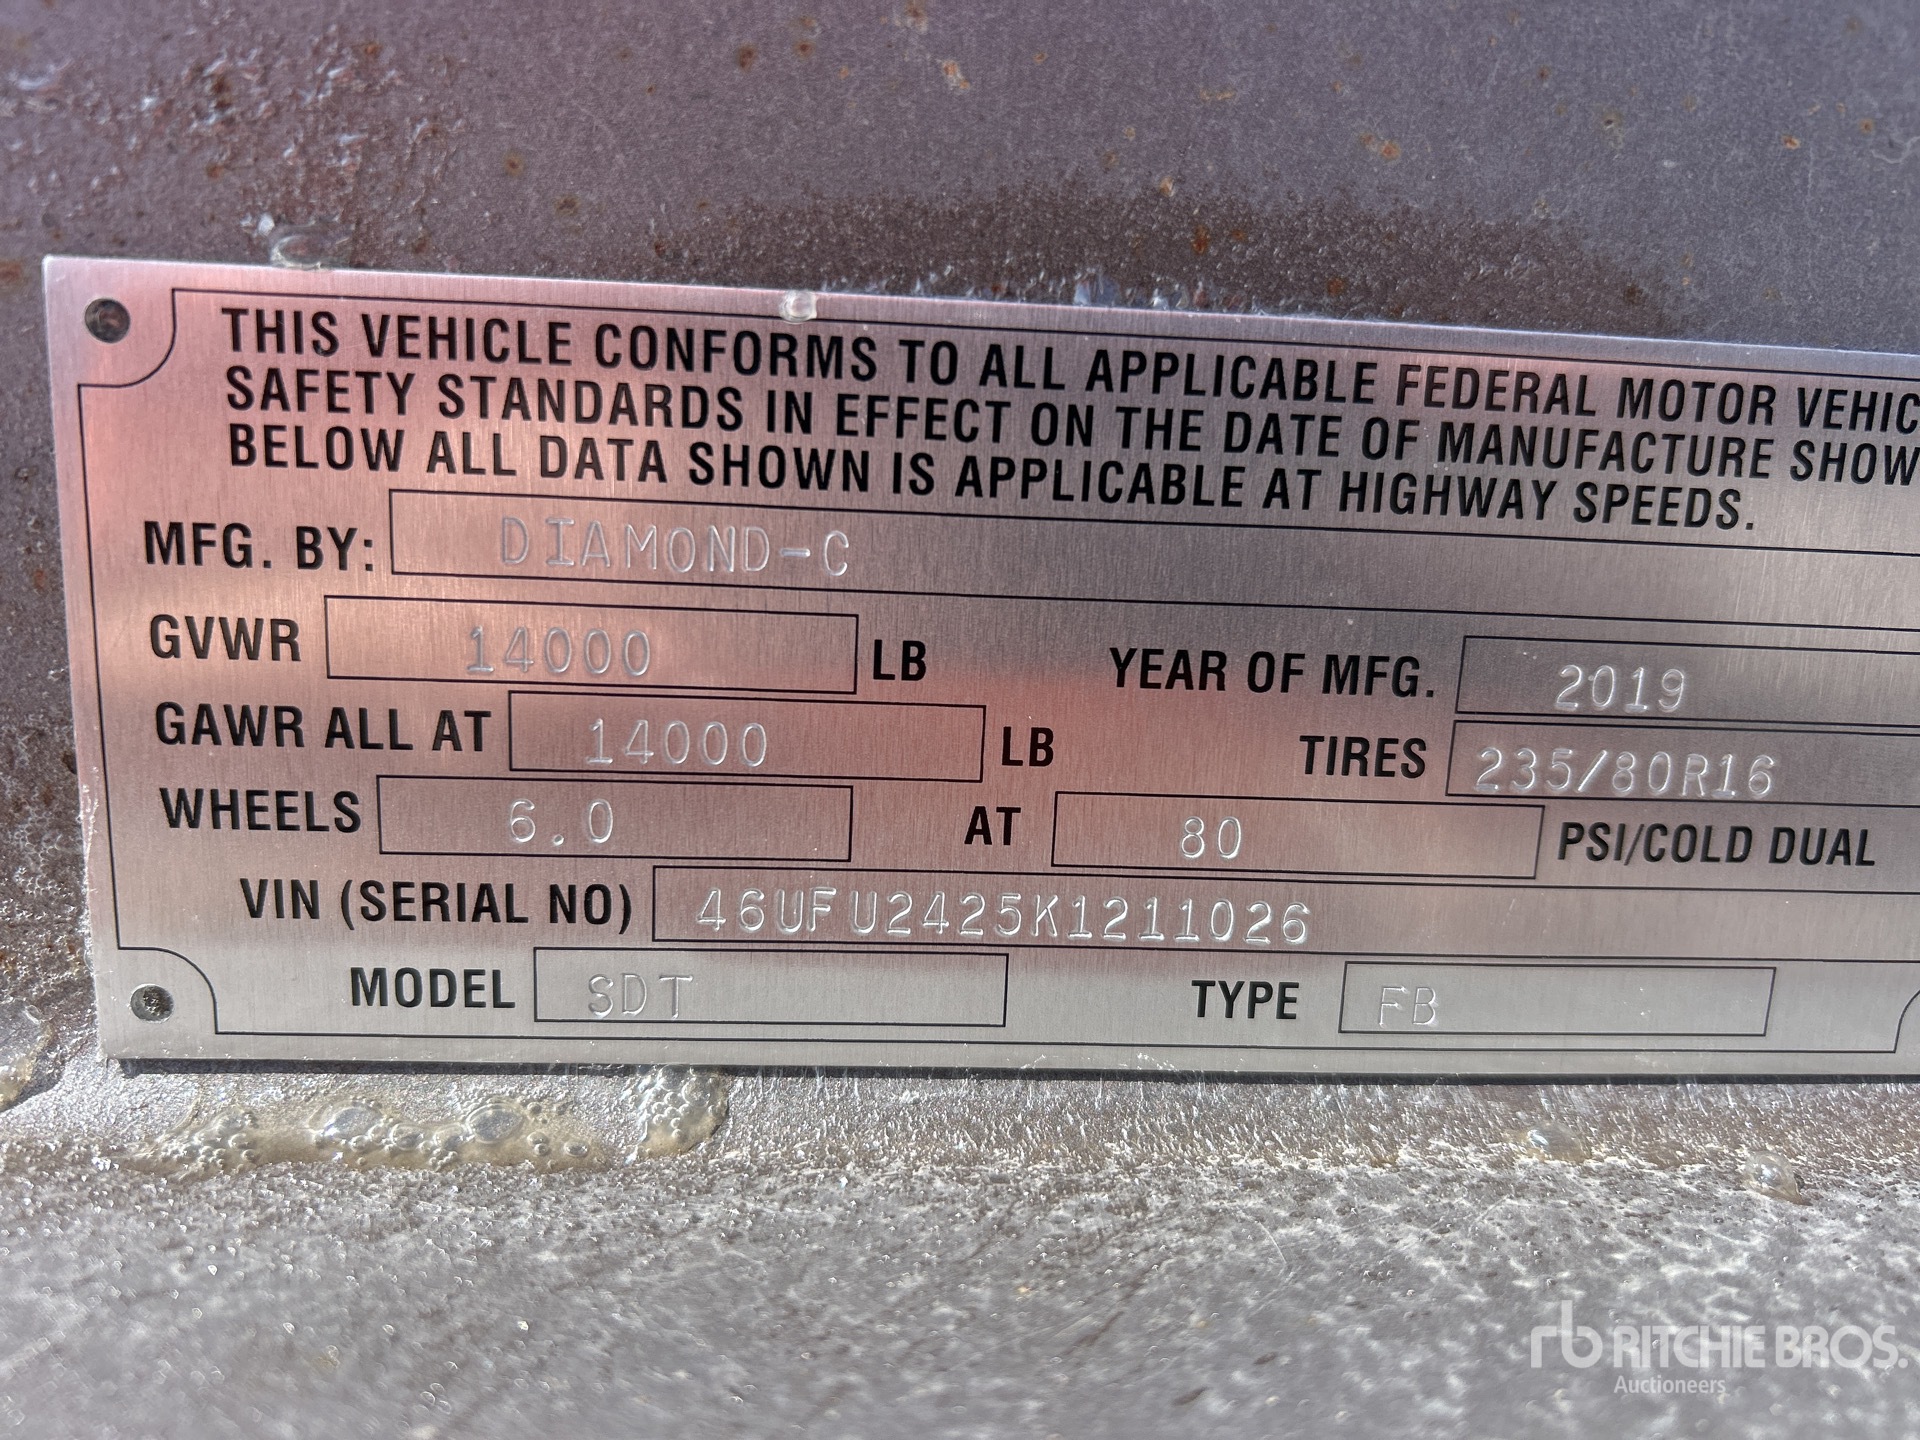 THIS VEHICLE CONFORMS TO ALL APPLICABLE FEDERAL MOTOR VEHIC
SAFETY STANDARDS IN EFFECT ON THE DATE OF MANUFACTURE SHOW
BELOW ALL DATA SHOWN IS APPLICABLE AT HIGHWAY SPEEDS.
MFG. BY: DIAMOND-C
GVWR 14000 LB YEAR OF MFG. 2019
GAWR ALL AT 14000 LB TIRES 235/80R16
WHEELS 6.0 AT 80 PSI/COLD DUAL
VIN (SERIAL NO) 46UFU2425K1211026
MODEL SDT TYPE FB
rb RITCHIE BROS.
Auctioneers